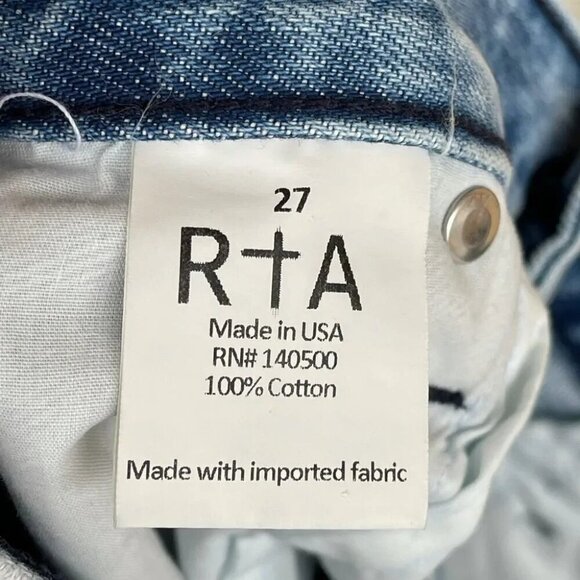 27
R†A
Made in USA
RN# 140500
100% Cotton
Made with imported fabric